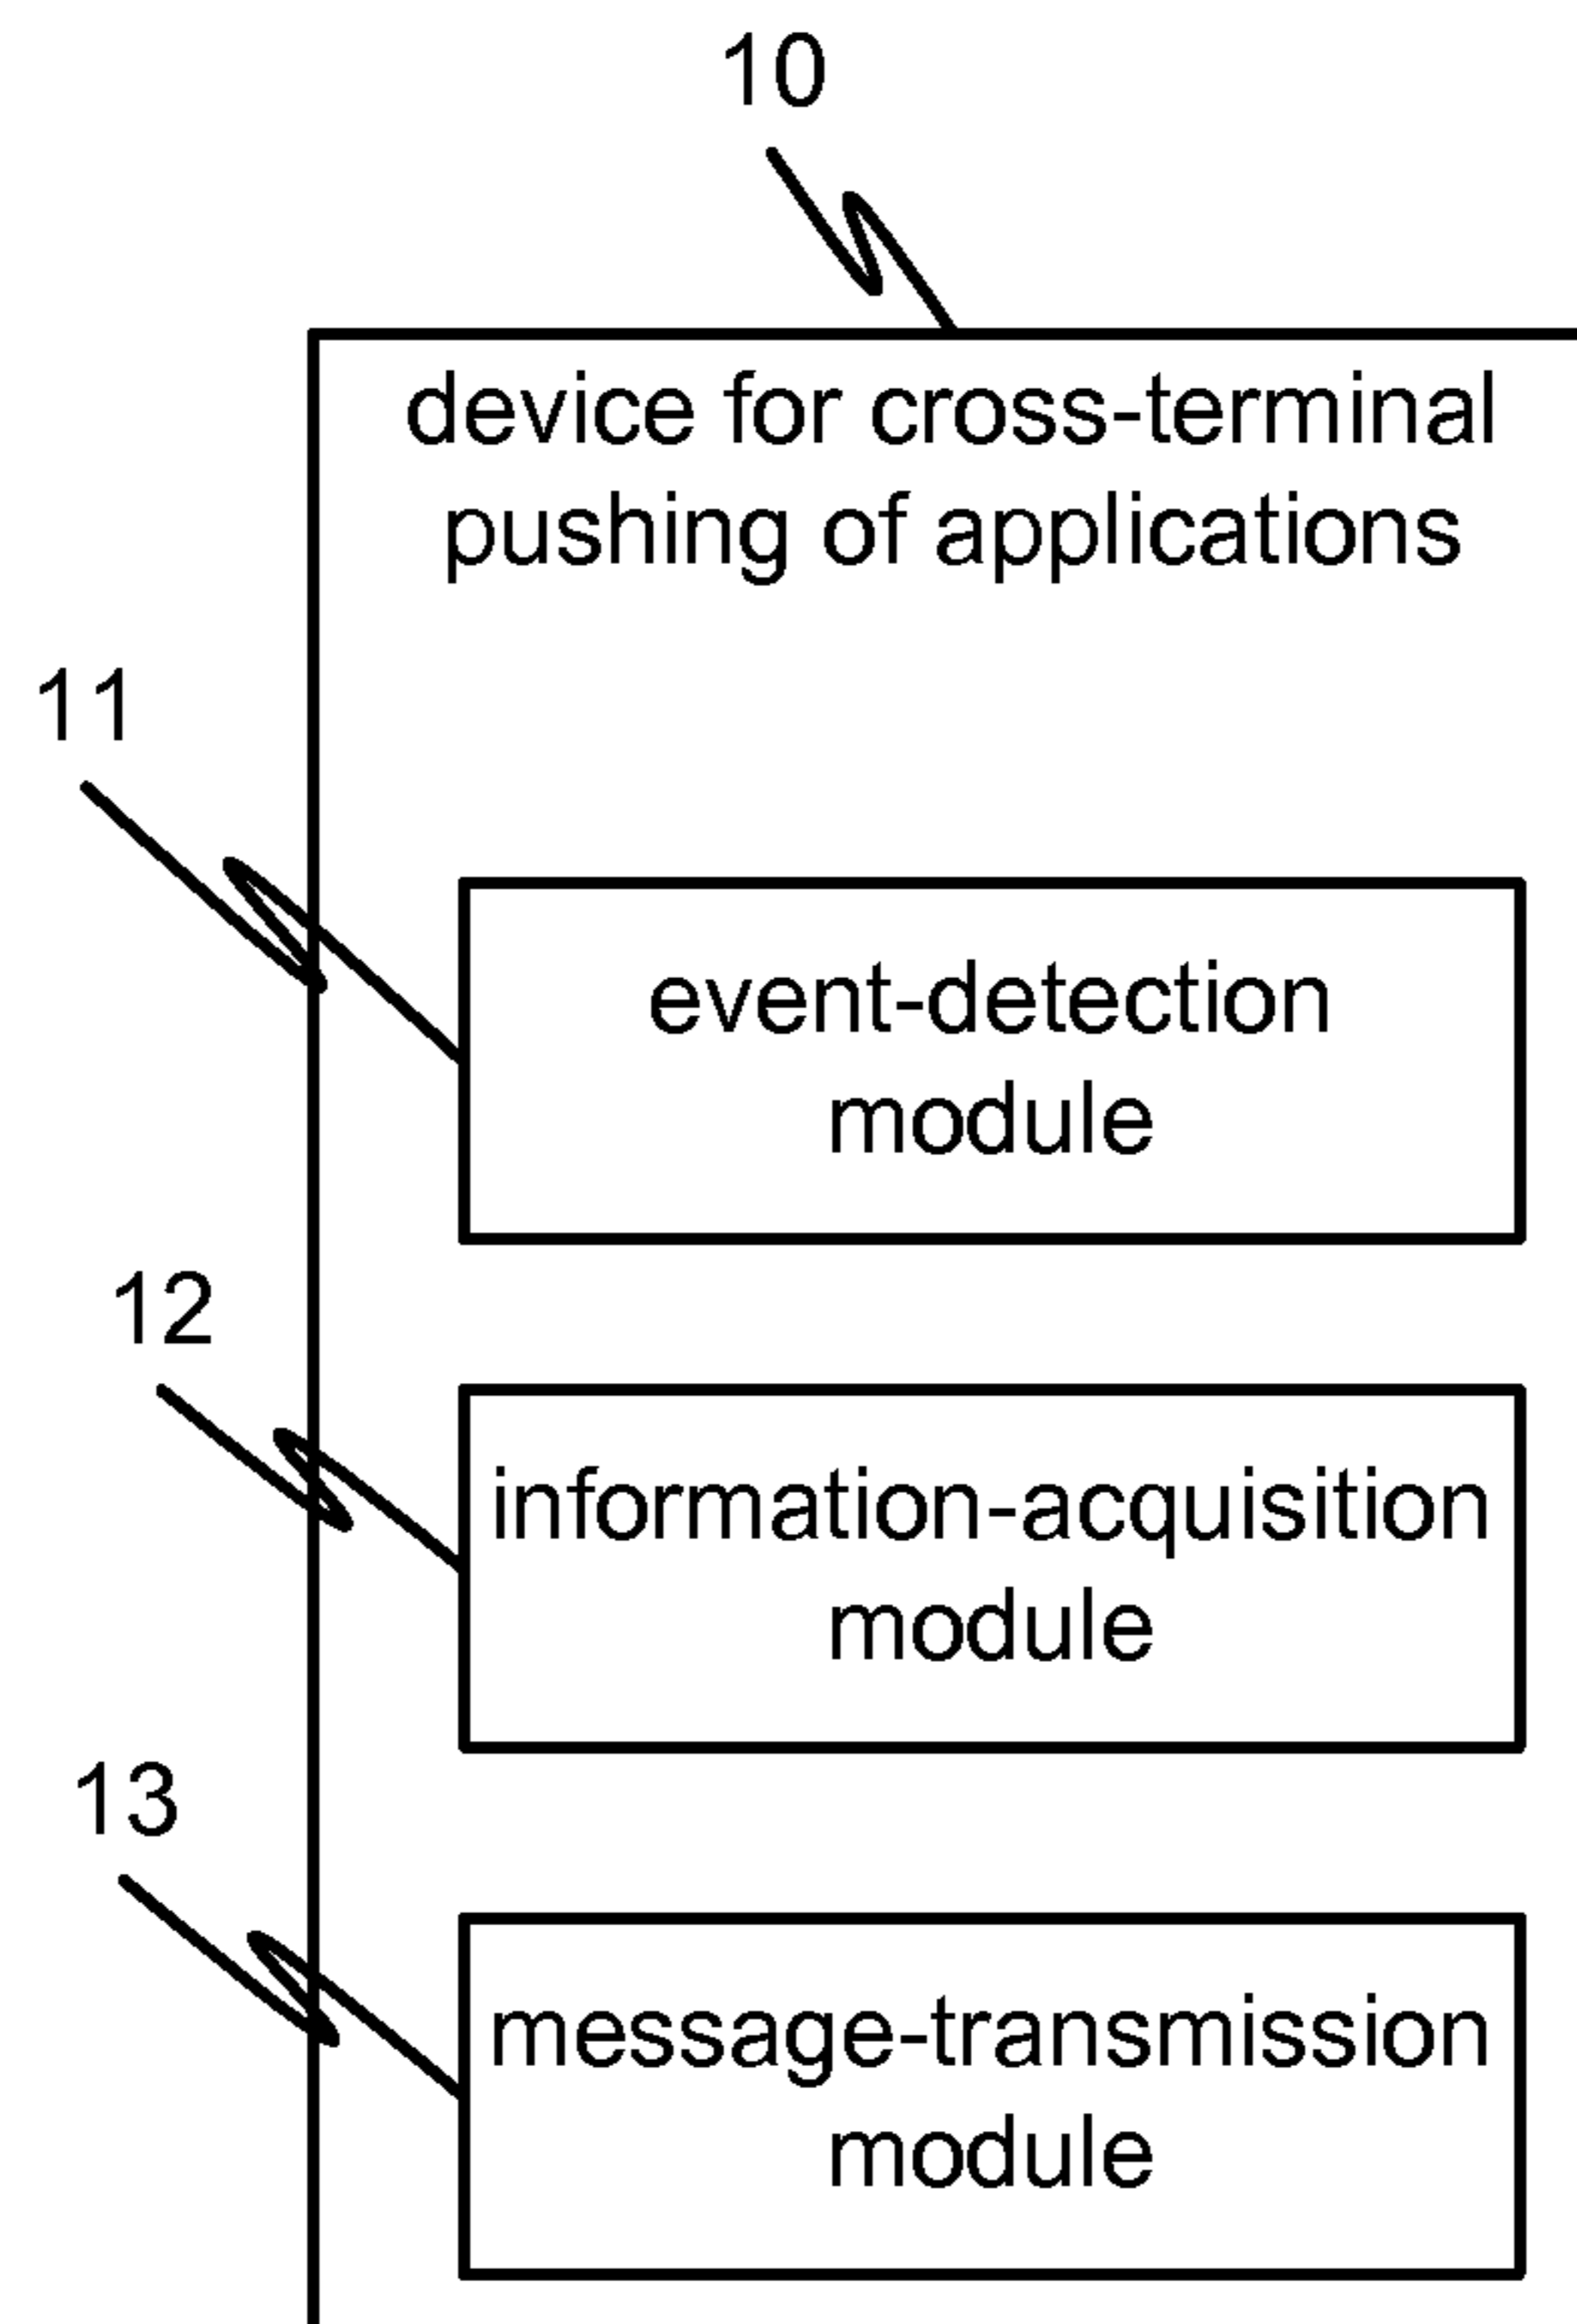 10
device for cross-terminal
pushing of applications
11
event-detection
module
12
information-acquisition
module
13
message-transmission
module